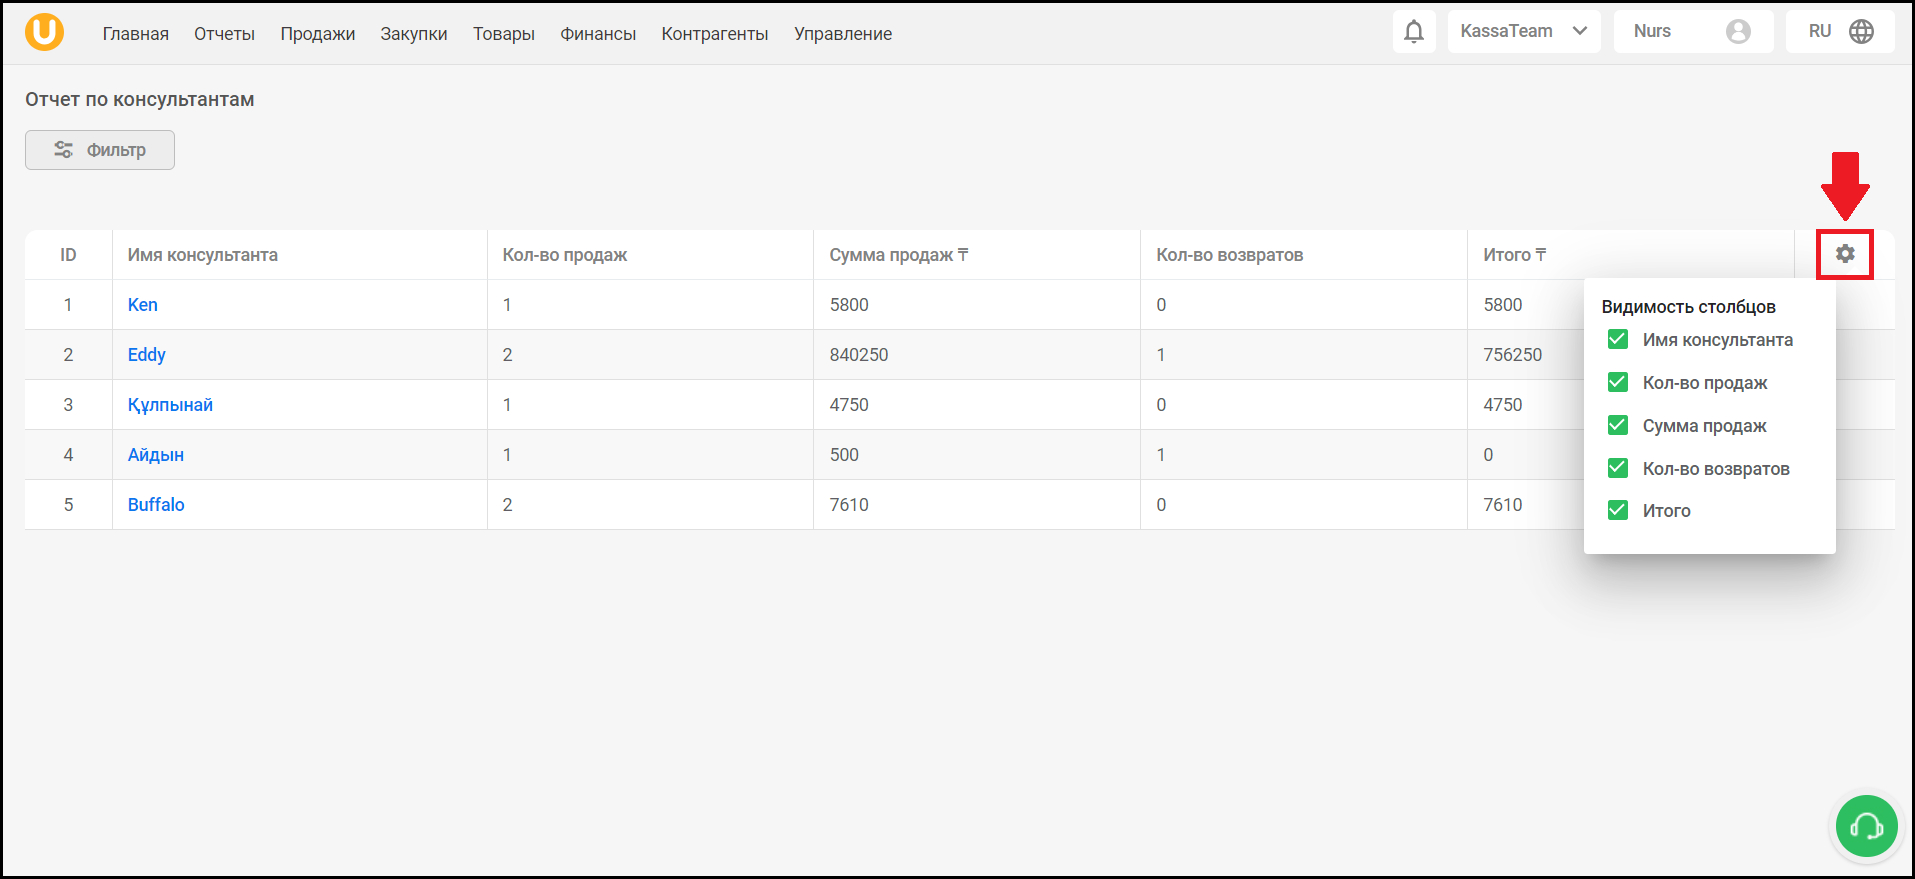 U Главная Отчеты Продажи Закупки Товары Финансы Контрагенты Управление KassaTeam Nurs RU
Отчет по консультантам
Фильтр
ID Имя консультанта Кол-во продаж Сумма продаж ₸ Кол-во возвратов Итого ₸
1 Ken 1 5800 0 5800
2 Eddy 2 840250 1 756250
3 Құлпынай 1 4750 0 4750
4 Айдын 1 500 1 0
5 Buffalo 2 7610 0 7610
Видимость столбцов
Имя консультанта
Кол-во продаж
Сумма продаж
Кол-во возвратов
Итого